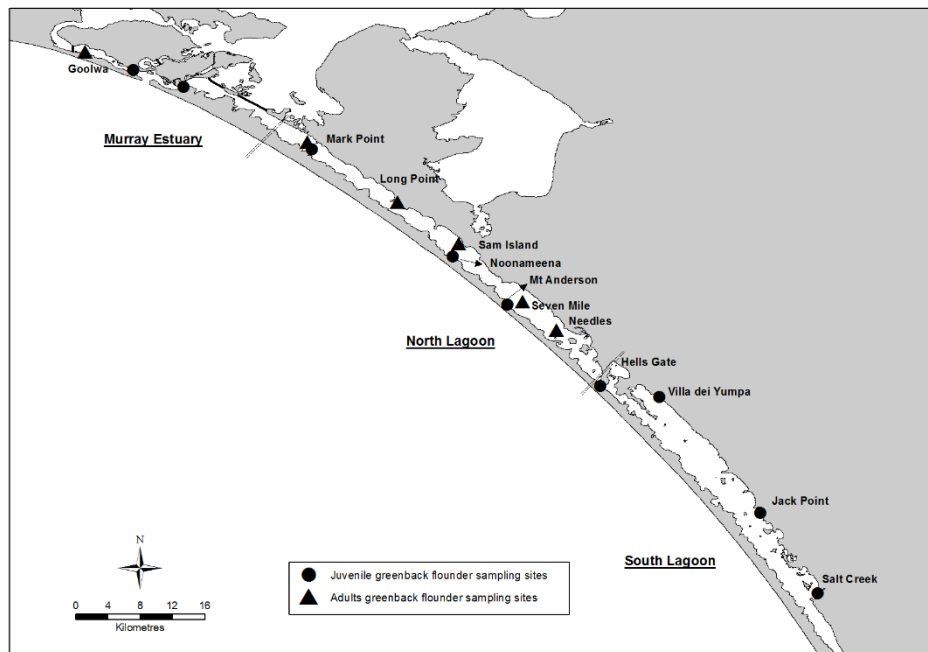 Goolwa
Murray Estuary
Mark Point
Long Point
Sam Island
Noonameena
Mt Anderson
Seven Mile
Needles
North Lagoon
Hells Gate
Villa dei Yumpa
Jack Point
South Lagoon
Salt Creek
N
0 4 8 12 16
Kilometres
Juvenile greenback flounder sampling sites
Adults greenback flounder sampling sites